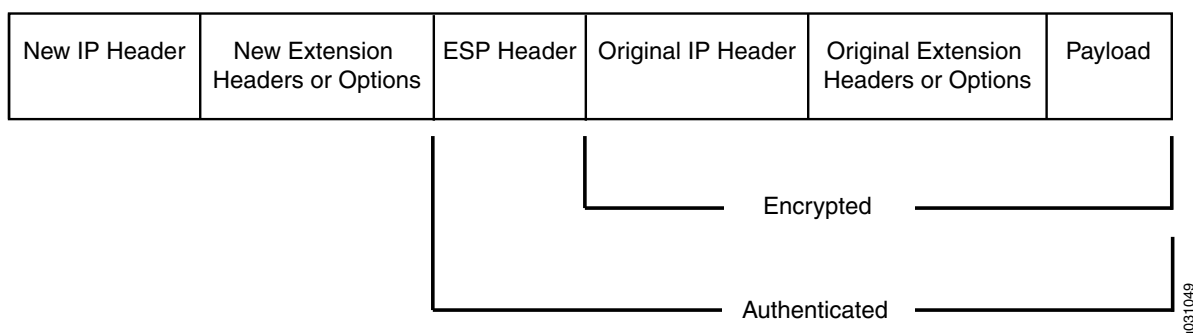 New IP Header
New Extension
Headers or Options
ESP Header
Original IP Header
Original Extension
Headers or Options
Payload
Encrypted
Authenticated